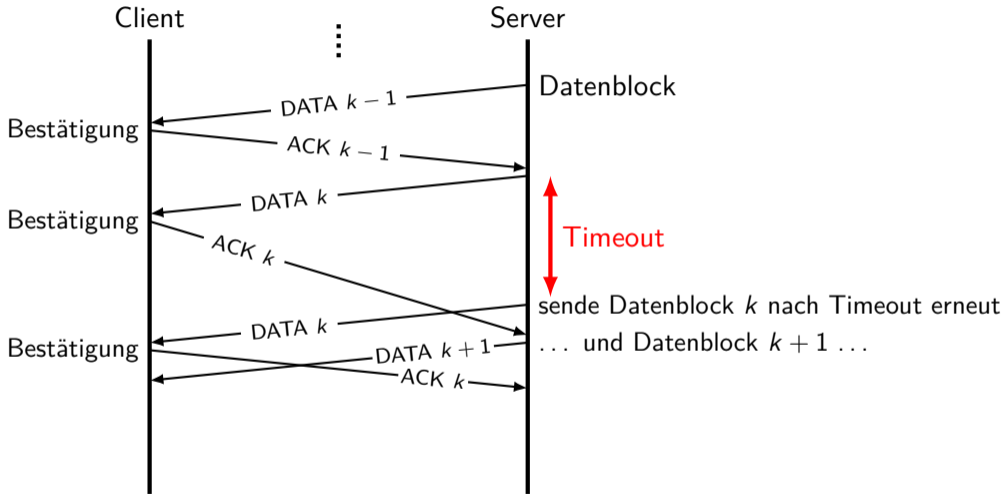 Client
Server
DATA k − 1
Datenblock
Bestätigung
ACK k − 1
DATA k
Bestätigung
ACK k
Timeout
sende Datenblock k nach Timeout erneut
DATA k
Bestätigung
DATA k + 1
... und Datenblock k + 1 ...
ACK k